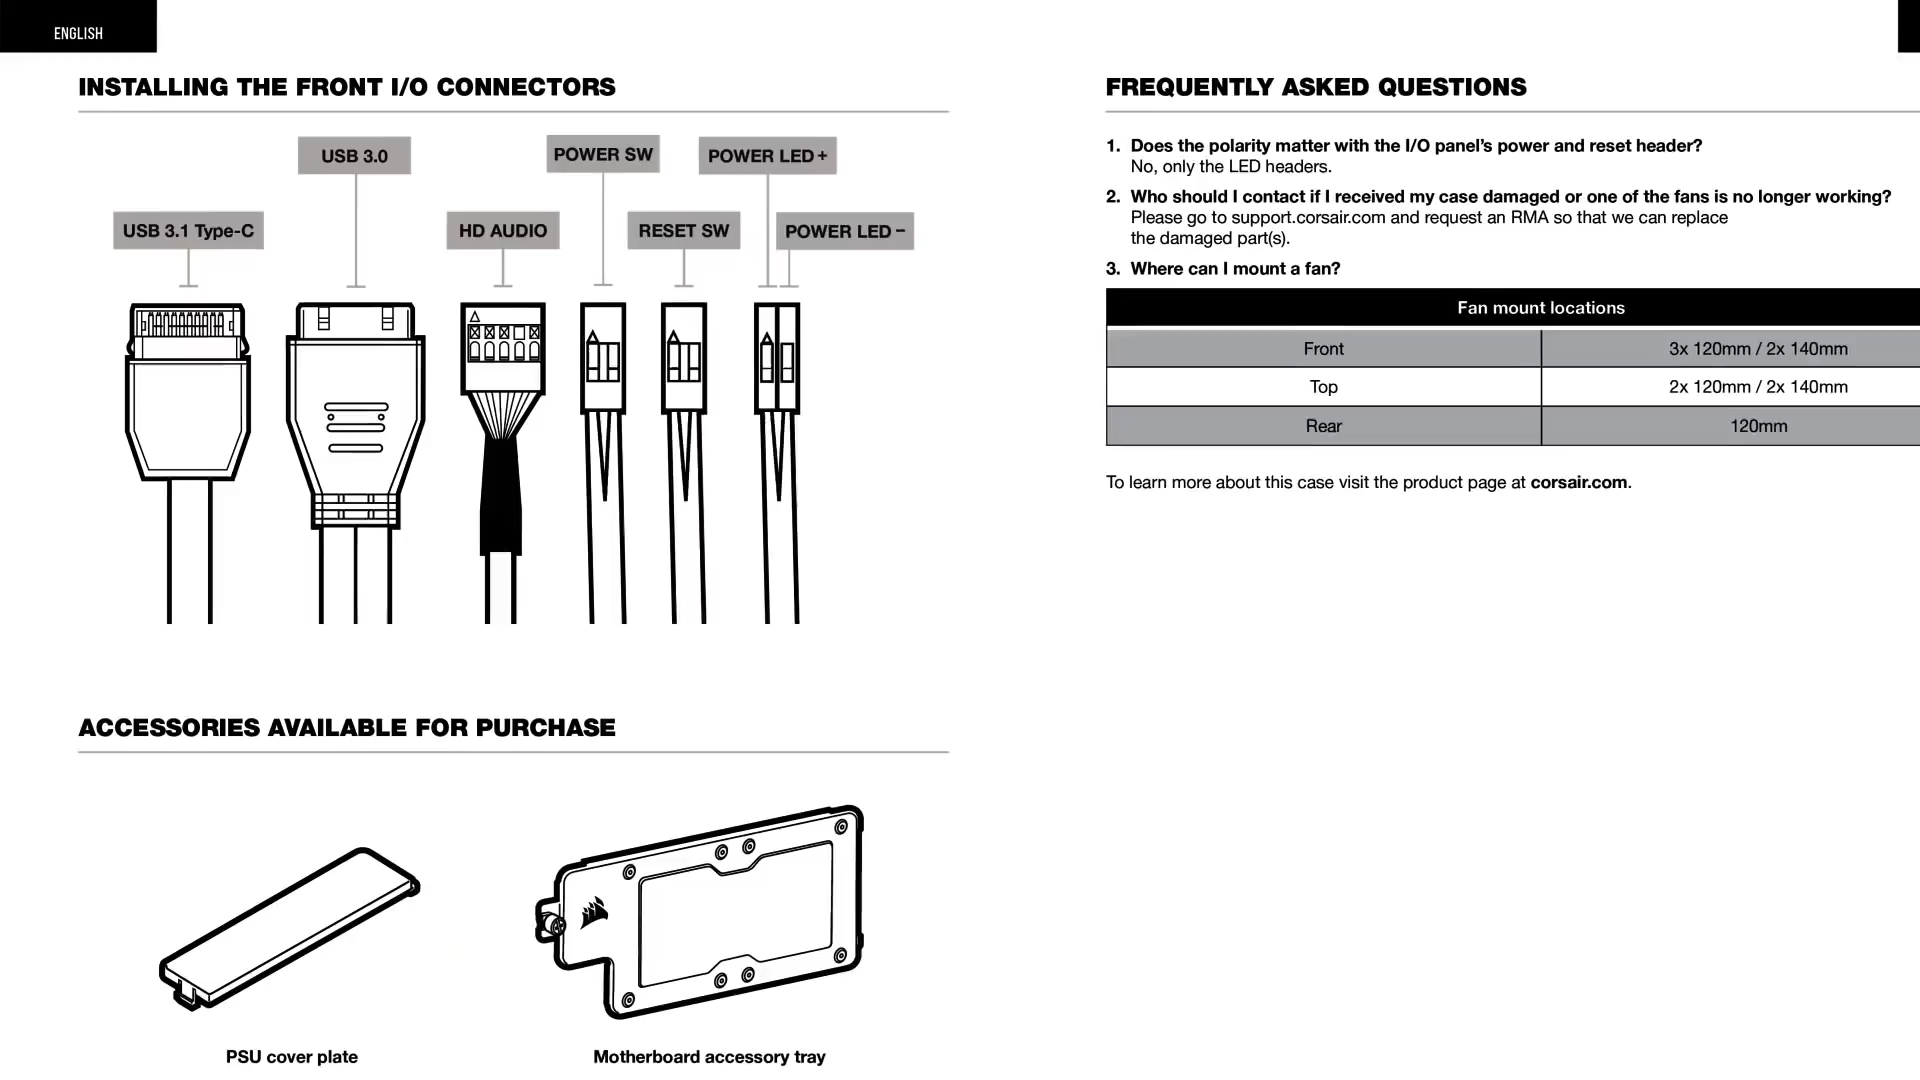 ENGLISH
INSTALLING THE FRONT I/O CONNECTORS
USB 3.0
POWER SW
POWER LED +
USB 3.1 Type-C
HD AUDIO
RESET SW
POWER LED –
ACCESSORIES AVAILABLE FOR PURCHASE
PSU cover plate
Motherboard accessory tray
FREQUENTLY ASKED QUESTIONS
1. Does the polarity matter with the I/O panel’s power and reset header?
No, only the LED headers.
2. Who should I contact if I received my case damaged or one of the fans is no longer working?
Please go to support.corsair.com and request an RMA so that we can replace
the damaged part(s).
3. Where can I mount a fan?
Fan mount locations
Front 3x 120mm / 2x 140mm
Top 2x 120mm / 2x 140mm
Rear 120mm
To learn more about this case visit the product page at corsair.com.